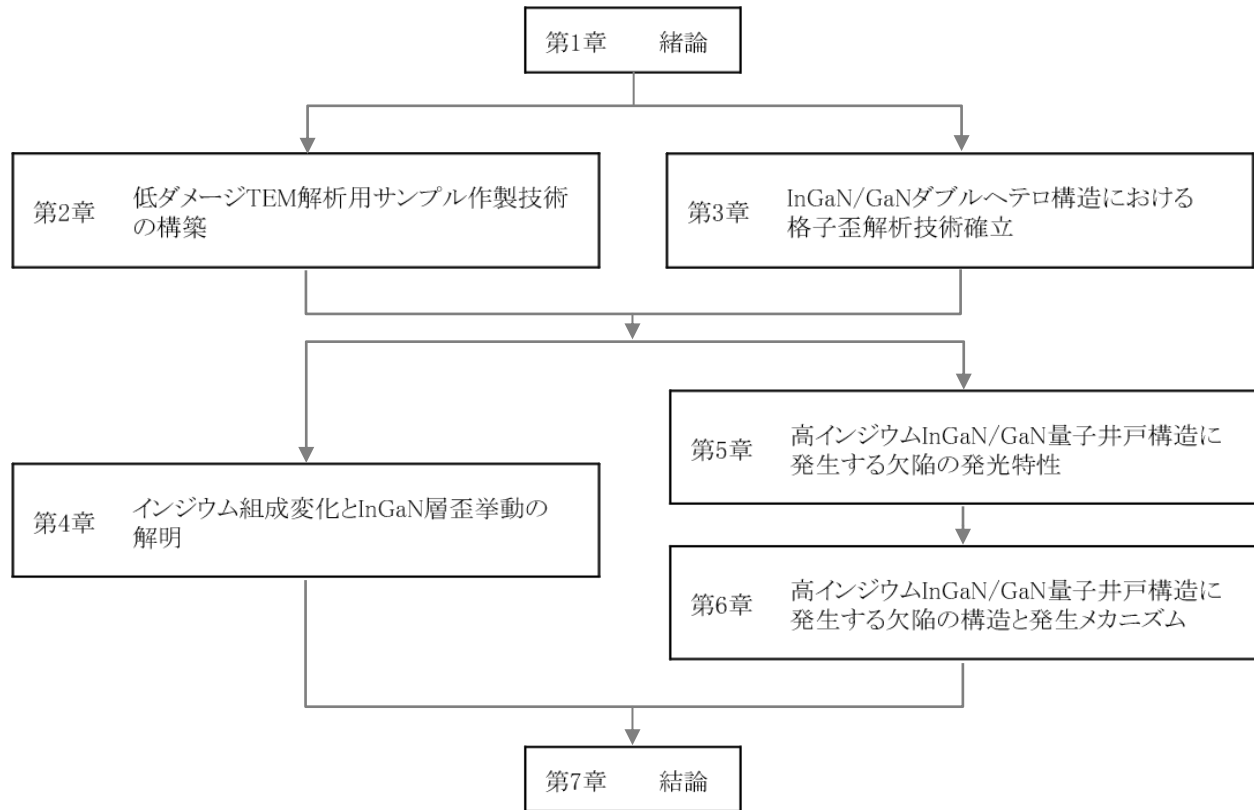 第1章 緒論
第2章 低ダメージTEM解析用サンプル作製技術
の構築
第3章 InGaN/GaNダブルヘテロ構造における
格子歪解析技術確立
第4章 インジウム組成変化とInGaN層歪挙動の
解明
第5章 高インジウムInGaN/GaN量子井戸構造に
発生する欠陥の発光特性
第6章 高インジウムInGaN/GaN量子井戸構造に
発生する欠陥の構造と発生メカニズム
第7章 結論